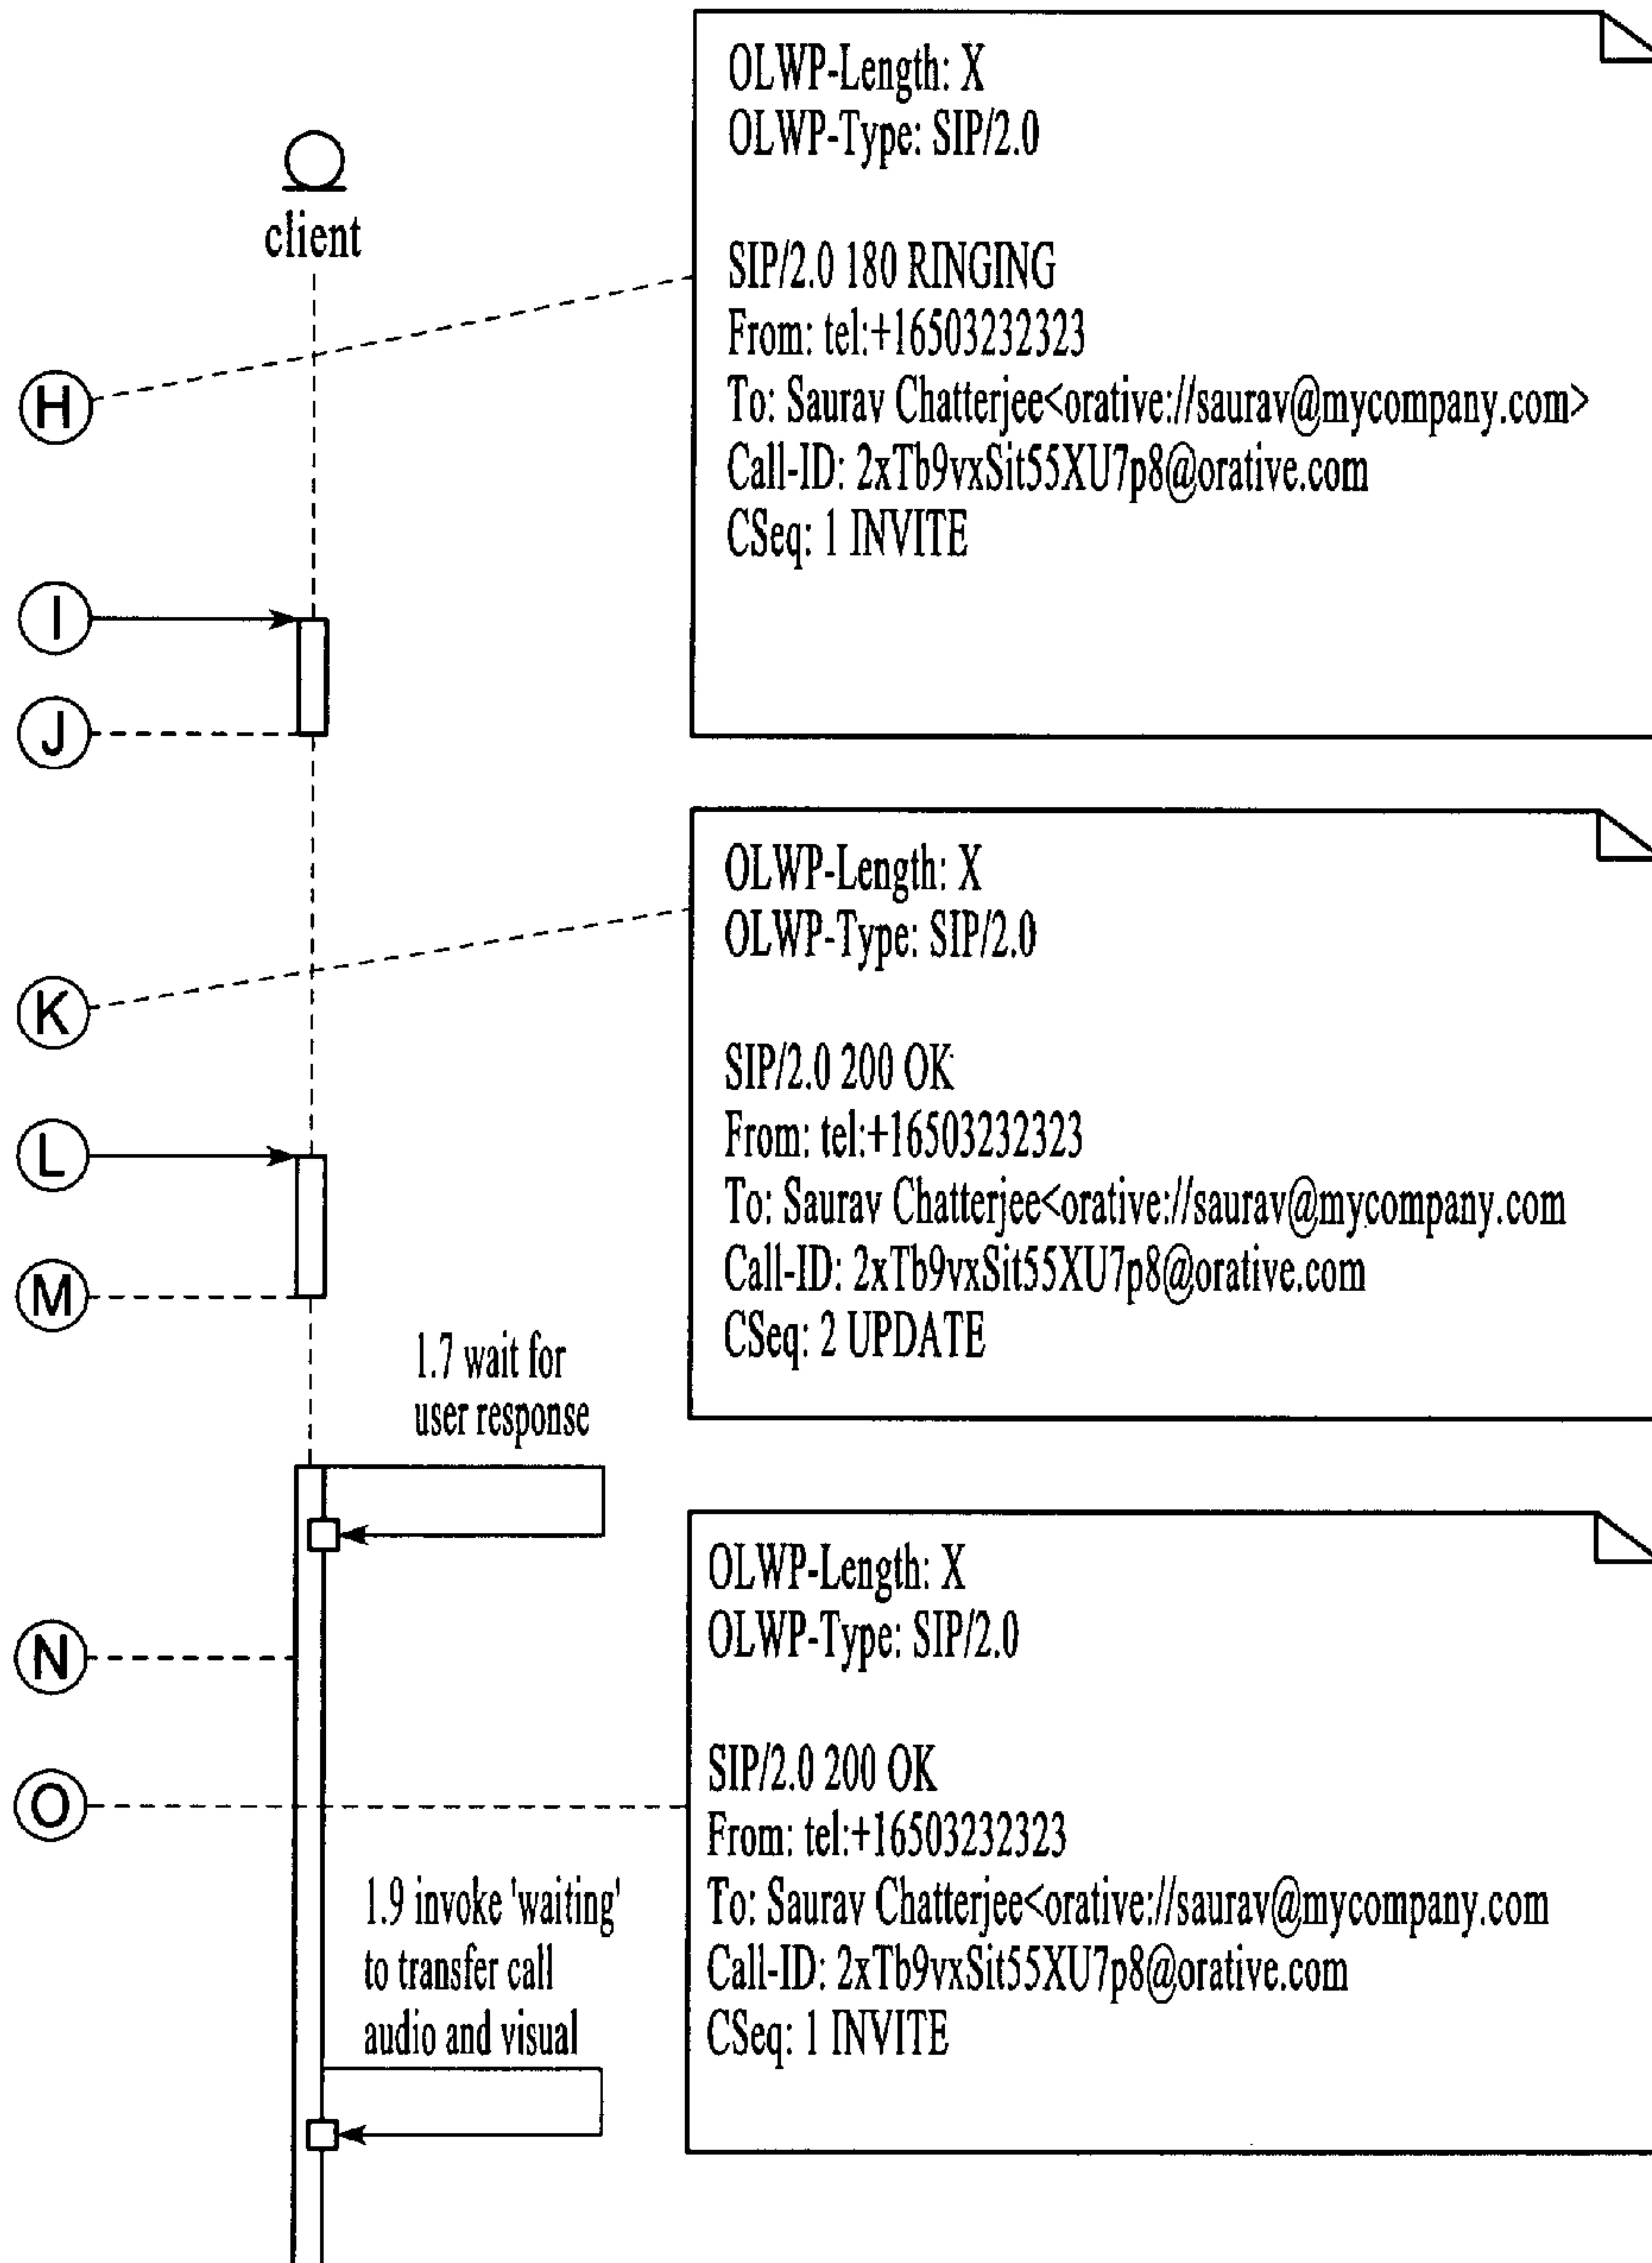 OLWP-Length: X
OLWP-Type: SIP/2.0
client
SIP/2.0 180 RINGING
From: tel:+16503232323
H
To: Saurav Chatterjee<orative://saurav@mycompany.com>
Call-ID: 2xTb9vxSit55XU7p8@orative.com
CSeq: 1 INVITE
I
J
OLWP-Length: X
OLWP-Type: SIP/2.0
K
SIP/2.0 200 OK
From: tel:+16503232323
L
To: Saurav Chatterjee<orative://saurav@mycompany.com
Call-ID: 2xTb9vxSit55XU7p8@orative.com
M
CSeq: 2 UPDATE
1.7 wait for
user response
OLWP-Length: X
OLWP-Type: SIP/2.0
N
SIP/2.0 200 OK
O
From: tel:+16503232323
To: Saurav Chatterjee<orative://saurav@mycompany.com
Call-ID: 2xTb9vxSit55XU7p8@orative.com
CSeq: 1 INVITE
1.9 invoke 'waiting'
to transfer call
audio and visual